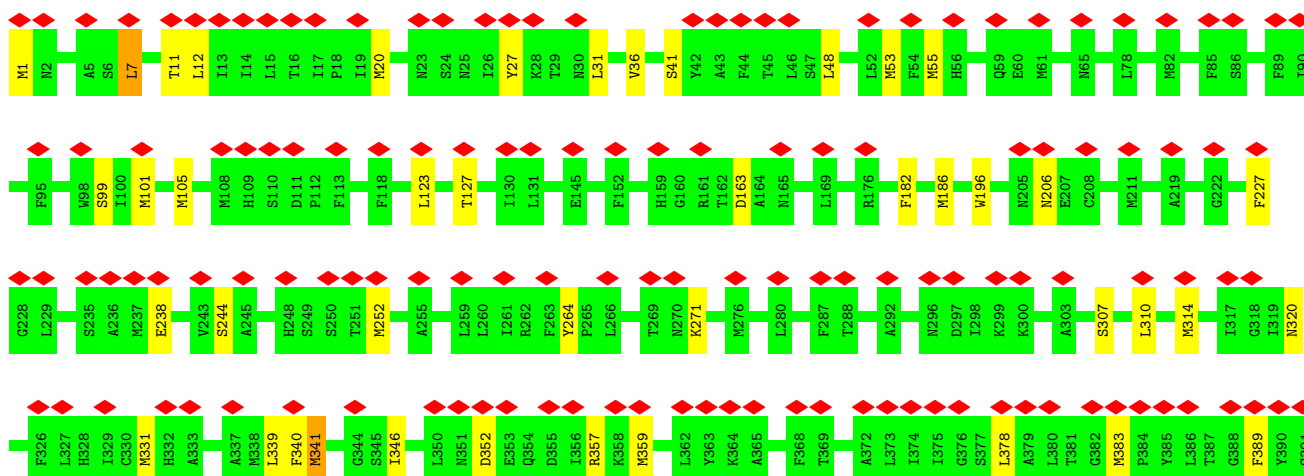 M1 N2 A5 S6 L7 T11 L12 I13 I14 L15 T16 I17 P18 I19 M20 N23 S24 N25 I26 Y27 K28 T29 N30 L31 V36 S41 Y42 A43 F44 T45 L46 S47 L48 L52 M53 F54 M55 H56 Q59 E60 M61 N65 L78 M82 F85 S86 F89 I90
F95 W98 S99 I100 M101 M105 M108 H109 S110 D111 P112 F113 F118 L123 T127 I130 L131 E145 F152 H159 G160 R161 T162 D163 A164 N165 L169 R176 F182 M186 W196 N205 N206 E207 C208 M211 A219 G222 F227
G228 L229 S235 A236 M237 E238 V243 S244 A245 H248 S249 S250 T251 M252 A255 L259 L260 I261 R262 F263 Y264 P265 L266 T269 N270 K271 M276 L280 F287 T288 A292 N296 D297 I298 K299 K300 A303 S307 L310 M314 I317 G318 I319 N320
F326 L327 H328 I329 C330 M331 H332 A333 A337 M338 L339 F340 M341 G344 S345 I346 L350 N351 D352 E353 Q354 D355 I356 R357 K358 M359 L362 Y363 K364 A365 F368 T369 A372 L373 I374 I375 G376 S377 L378 A379 L380 T381 G382 M383 P384 Y385 L386 T387 G388 F389 Y390